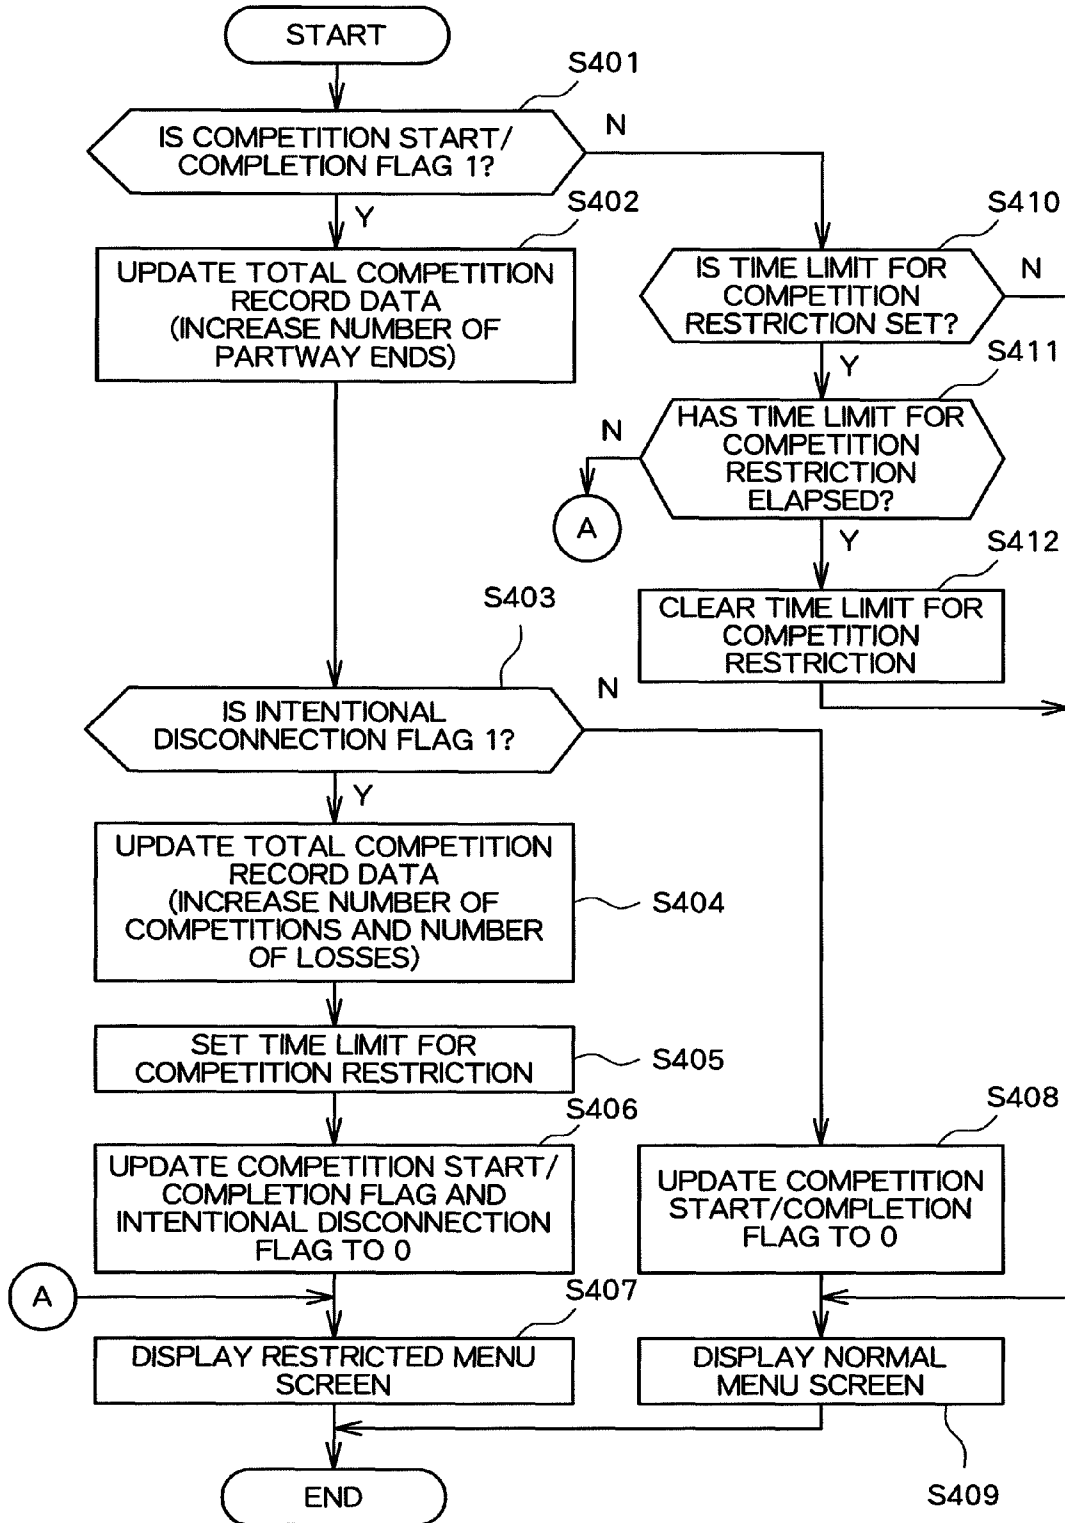 START
S401
IS COMPETITION START/
COMPLETION FLAG 1?
N
Y
S402
UPDATE TOTAL COMPETITION
RECORD DATA
(INCREASE NUMBER OF
PARTWAY ENDS)
S410
IS TIME LIMIT FOR
COMPETITION
RESTRICTION SET?
N
Y
S411
HAS TIME LIMIT FOR
COMPETITION
RESTRICTION
ELAPSED?
N
A
Y
S412
CLEAR TIME LIMIT FOR
COMPETITION
RESTRICTION
S403
IS INTENTIONAL
DISCONNECTION FLAG 1?
N
Y
UPDATE TOTAL COMPETITION
RECORD DATA
(INCREASE NUMBER OF
COMPETITIONS AND NUMBER
OF LOSSES)
S404
SET TIME LIMIT FOR
COMPETITION RESTRICTION
S405
S406
UPDATE COMPETITION START/
COMPLETION FLAG AND
INTENTIONAL DISCONNECTION
FLAG TO 0
S408
UPDATE COMPETITION
START/COMPLETION
FLAG TO 0
A
S407
DISPLAY RESTRICTED MENU
SCREEN
DISPLAY NORMAL
MENU SCREEN
S409
END